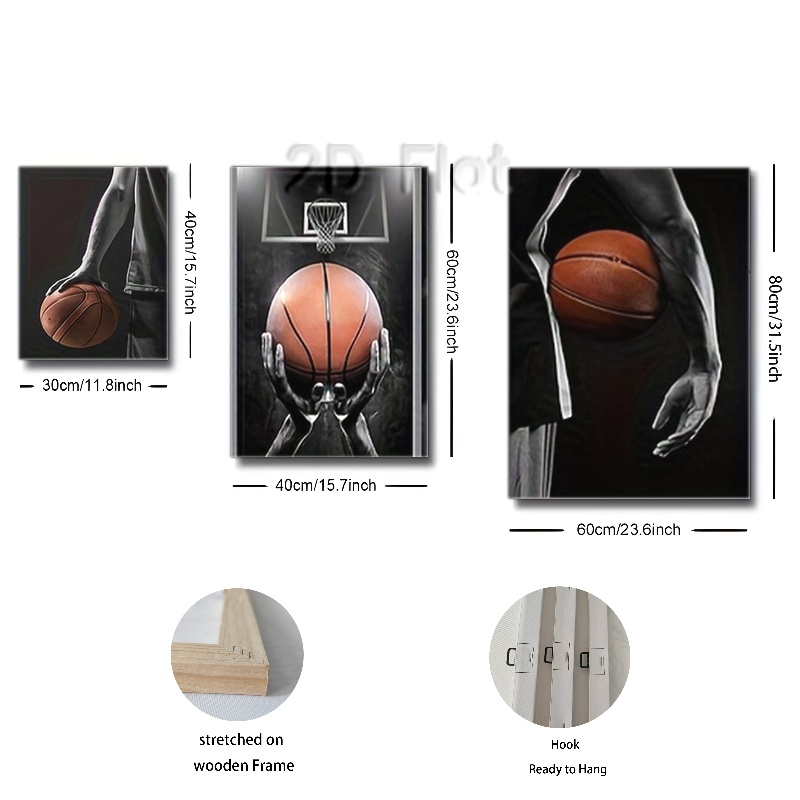 2D Flat
40cm/15.7inch
30cm/11.8inch
60cm/23.6inch
40cm/15.7inch
80cm/31.5inch
60cm/23.6inch
stretched on
wooden Frame
Hook
Ready to Hang